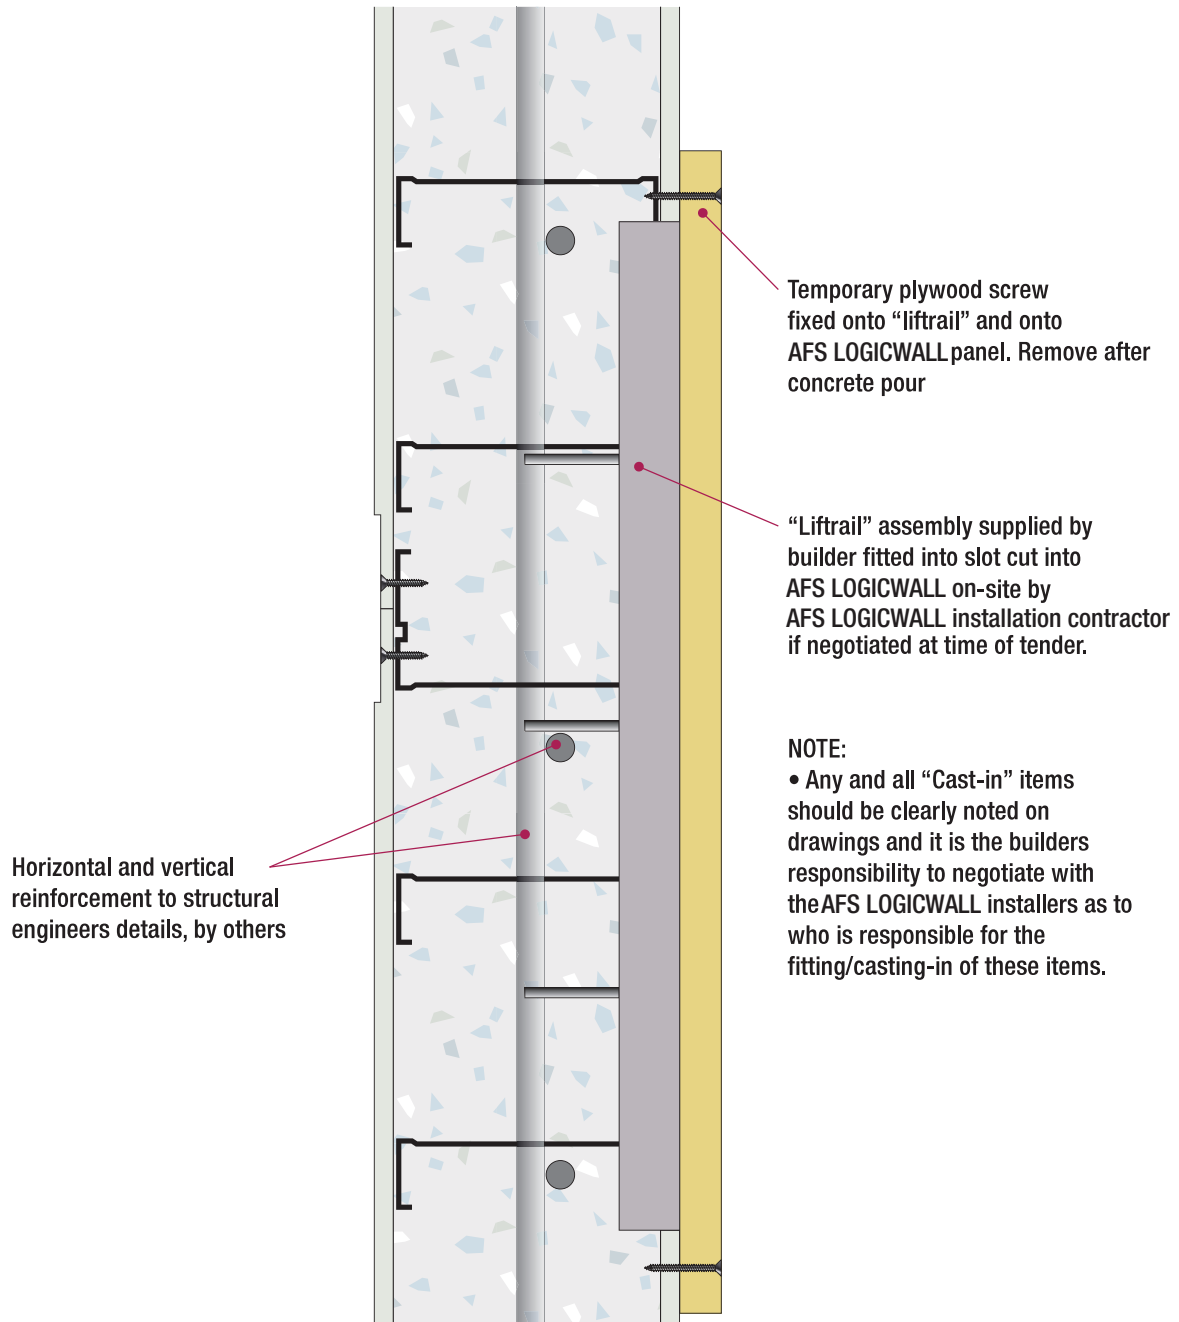 Temporary plywood screw
fixed onto “liftrail” and onto
AFS LOGICWALL panel. Remove after
concrete pour
“Liftrail” assembly supplied by
builder fitted into slot cut into
AFS LOGICWALL on-site by
AFS LOGICWALL installation contractor
if negotiated at time of tender.
NOTE:
• Any and all “Cast-in” items
should be clearly noted on
drawings and it is the builders
responsibility to negotiate with
the AFS LOGICWALL installers as to
who is responsible for the
fitting/casting-in of these items.
Horizontal and vertical
reinforcement to structural
engineers details, by others